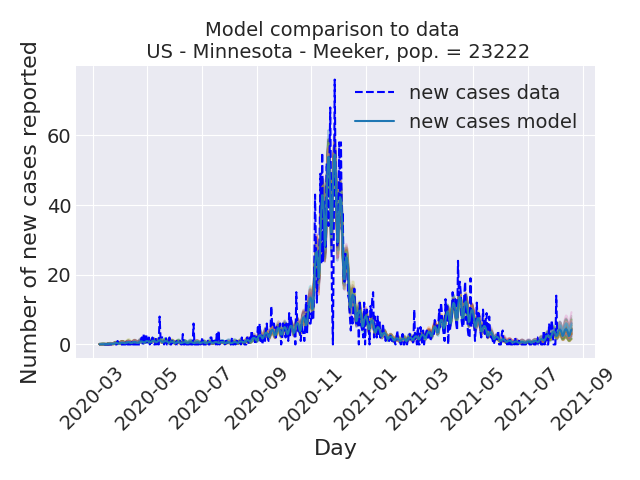 Model comparison to data
US - Minnesota - Meeker, pop. = 23222
Number of new cases reported
60
40
20
0
new cases data
new cases model
2020-03
2020-05
2020-07
2020-09
2020-11
2021-01
2021-03
2021-05
2021-07
2021-09
Day